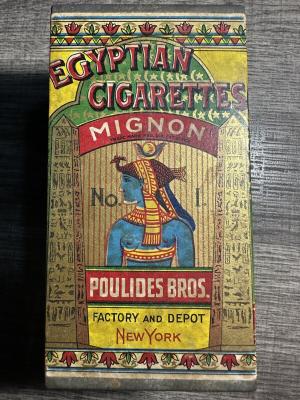 EGYPTIAN
CIGARETTES
MIGNON
No. 1.
POULIDES BROS.
FACTORY AND DEPOT
NEW YORK